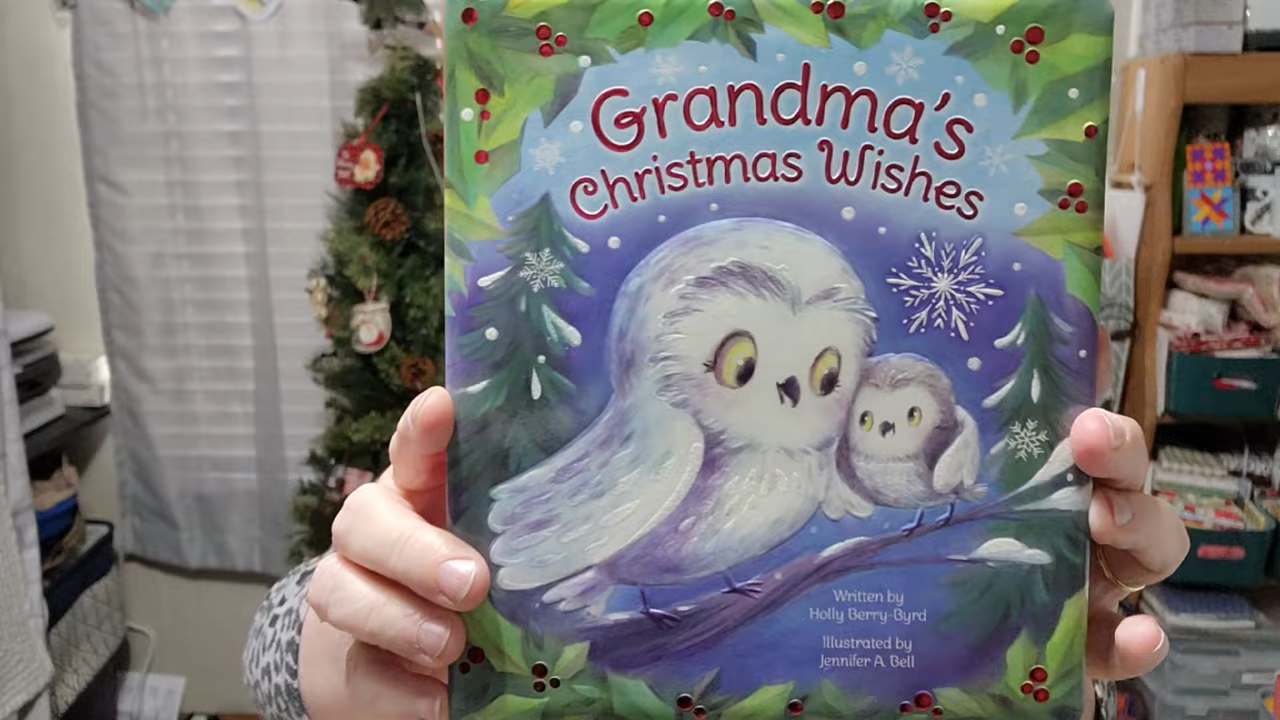 Grandma's
Christmas Wishes
Written by
Holly Berry-Byrd
Illustrated by
Jennifer A. Bell